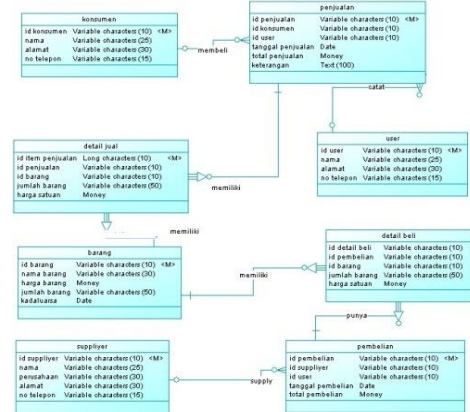 konsumen
id konsumen Variable characters (10) <M>
nama Variable characters (25)
alamat Variable characters (30)
no telepon Variable characters (15)
membeli
penjualan
id penjualan Variable characters (10) <M>
id konsumen Variable characters (10)
id user Variable characters (10)
tanggal penjualan Date
total penjualan Money
keterangan Text (100)
catat
user
id user Variable characters (10) <M>
nama Variable characters (25)
alamat Variable characters (30)
no telepon Variable characters (15)
detail jual
id item penjualan Long characters (10) <M>
id penjualan Variable characters (10)
id barang Variable characters (10)
jumlah barang Variable characters (50)
harga satuan Money
memiliki
memiliki
barang
id barang Variable characters (10) <M>
nama barang Variable characters (30)
harga barang Money
jumlah barang Variable characters (50)
kadaluarsa Date
memiliki
detail beli
id detail beli Variable characters (10)
id pembelian Variable characters (10)
id barang Variable characters (10)
jumlah barang Variable characters (50)
harga satuan Money
punya
suppliyer
id suppliyer Variable characters (10) <M>
nama Variable characters (25)
perusahaan Variable characters (30)
alamat Variable characters (30)
no telepon Variable characters (15)
supply
pembelian
id pembelian Variable characters (10) <M>
id suppliyer Variable characters (10)
id user Variable characters (10)
tanggal pembelian Date
total pembelian Money